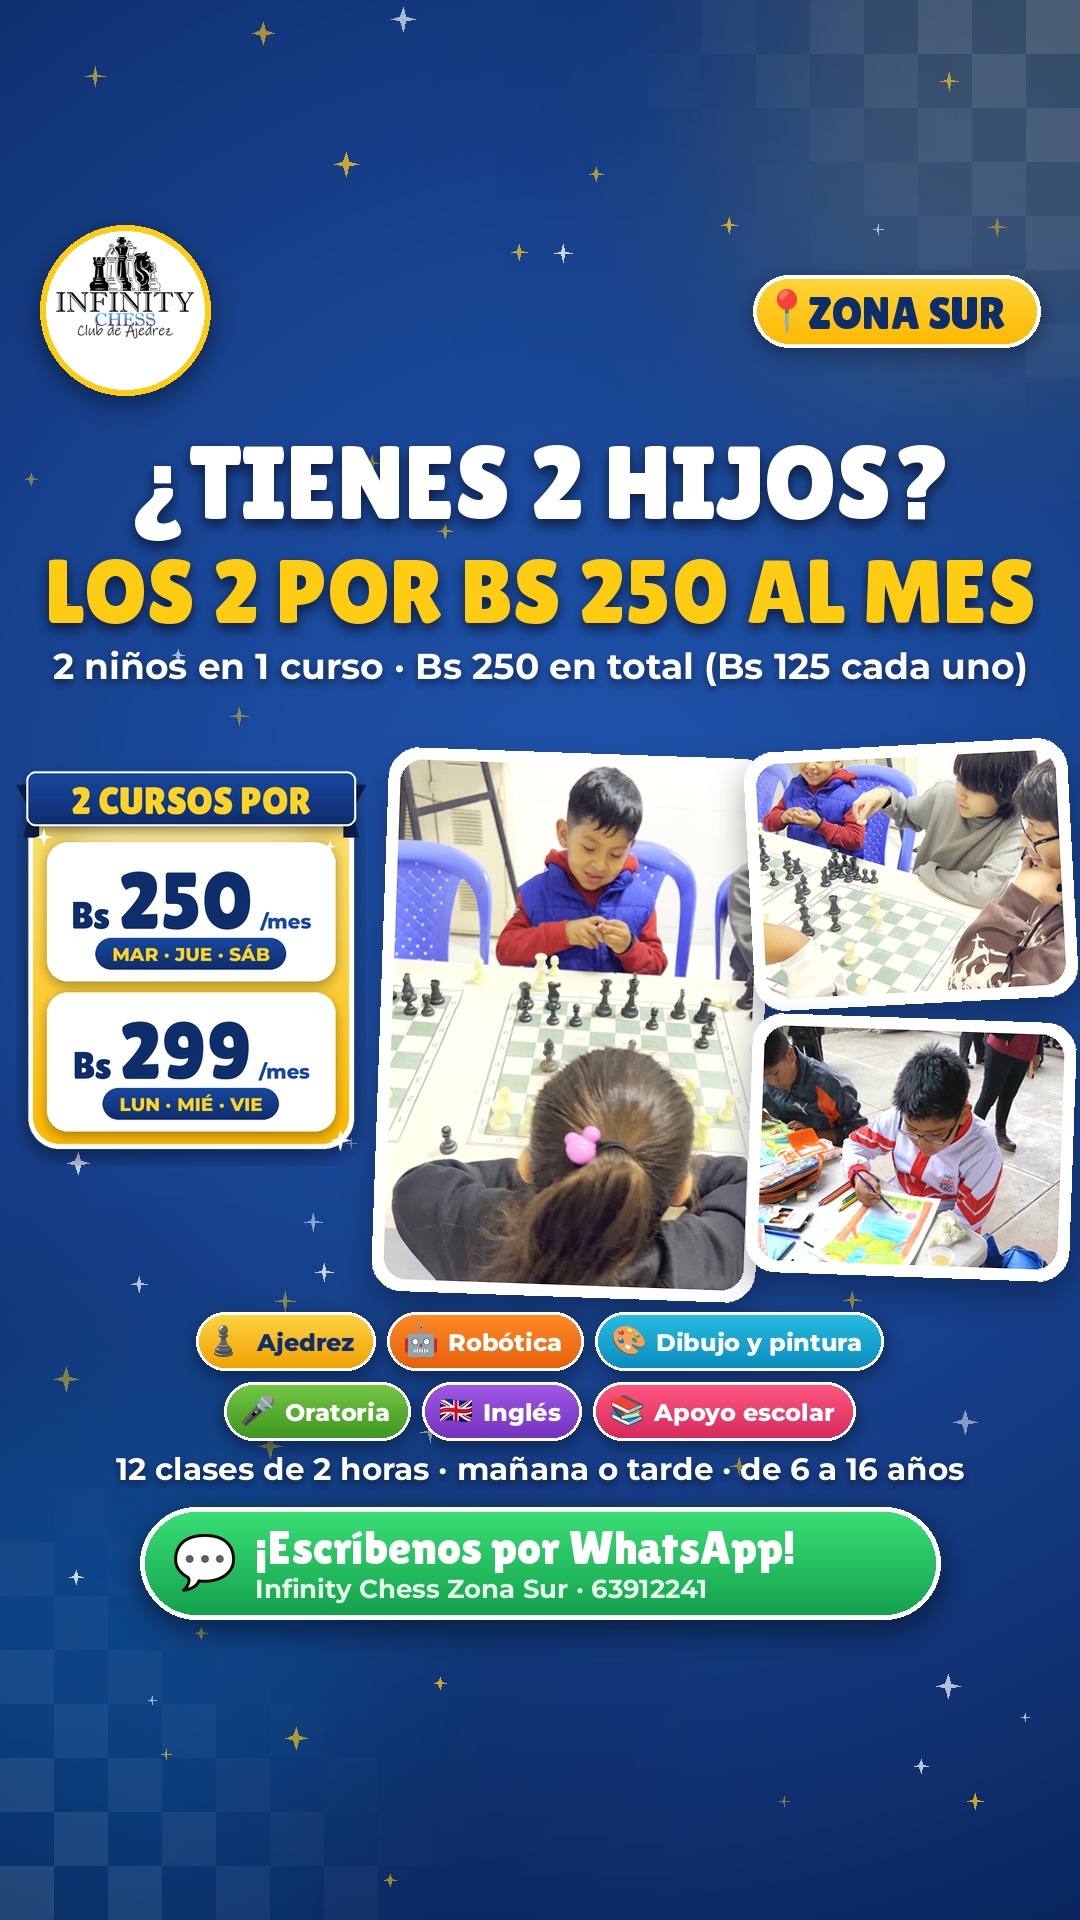 INFINITY
CHESS
Club de Ajedrez
ZONA SUR
¿TIENES 2 HIJOS?
LOS 2 POR BS 250 AL MES
2 niños en 1 curso · Bs 250 en total (Bs 125 cada uno)
2 CURSOS POR
Bs 250 /mes
MAR · JUE · SÁB
Bs 299 /mes
LUN · MIÉ · VIE
Ajedrez
Robótica
Dibujo y pintura
Oratoria
Inglés
Apoyo escolar
12 clases de 2 horas · mañana o tarde · de 6 a 16 años
¡Escríbenos por WhatsApp!
Infinity Chess Zona Sur · 63912241